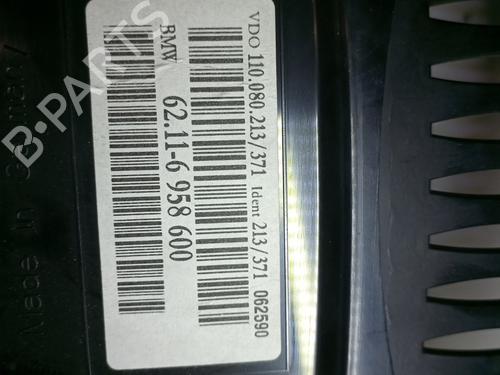 VDO 110.080.213/371 Ident 213/371 062590
BMW 62.11-6 958 600
Made in Germany
B-PARTS